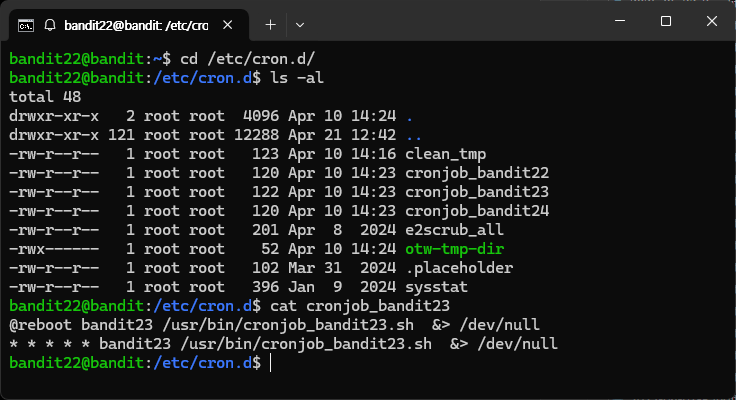 bandit22@bandit: /etc/cron
bandit22@bandit:~$ cd /etc/cron.d/
bandit22@bandit:/etc/cron.d$ ls -al
total 48
drwxr-xr-x   2 root root  4096 Apr 10 14:24 .
drwxr-xr-x 121 root root 12288 Apr 21 12:42 ..
-rw-r--r--   1 root root   123 Apr 10 14:16 clean_tmp
-rw-r--r--   1 root root   120 Apr 10 14:23 cronjob_bandit22
-rw-r--r--   1 root root   122 Apr 10 14:23 cronjob_bandit23
-rw-r--r--   1 root root   120 Apr 10 14:23 cronjob_bandit24
-rw-r--r--   1 root root   201 Apr  8  2024 e2scrub_all
-rwx------   1 root root    52 Apr 10 14:24 otw-tmp-dir
-rw-r--r--   1 root root   102 Mar 31  2024 .placeholder
-rw-r--r--   1 root root   396 Jan  9  2024 sysstat
bandit22@bandit:/etc/cron.d$ cat cronjob_bandit23
@reboot bandit23 /usr/bin/cronjob_bandit23.sh  &> /dev/null
* * * * * bandit23 /usr/bin/cronjob_bandit23.sh  &> /dev/null
bandit22@bandit:/etc/cron.d$